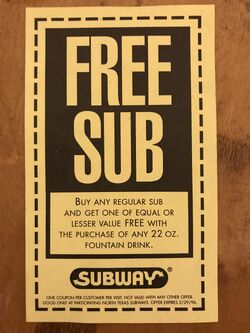 FREE
SUB
BUY ANY REGULAR SUB
AND GET ONE OF EQUAL OR
LESSER VALUE FREE WITH
THE PURCHASE OF ANY 22 OZ.
FOUNTAIN DRINK.
SUBWAY®
ONE COUPON PER CUSTOMER PER VISIT. NOT VALID WITH ANY OTHER OFFER
GOOD ONLY AT PARTICIPATING NORTH TEXAS SUBWAYS. OFFER EXPIRES 2/29/96.